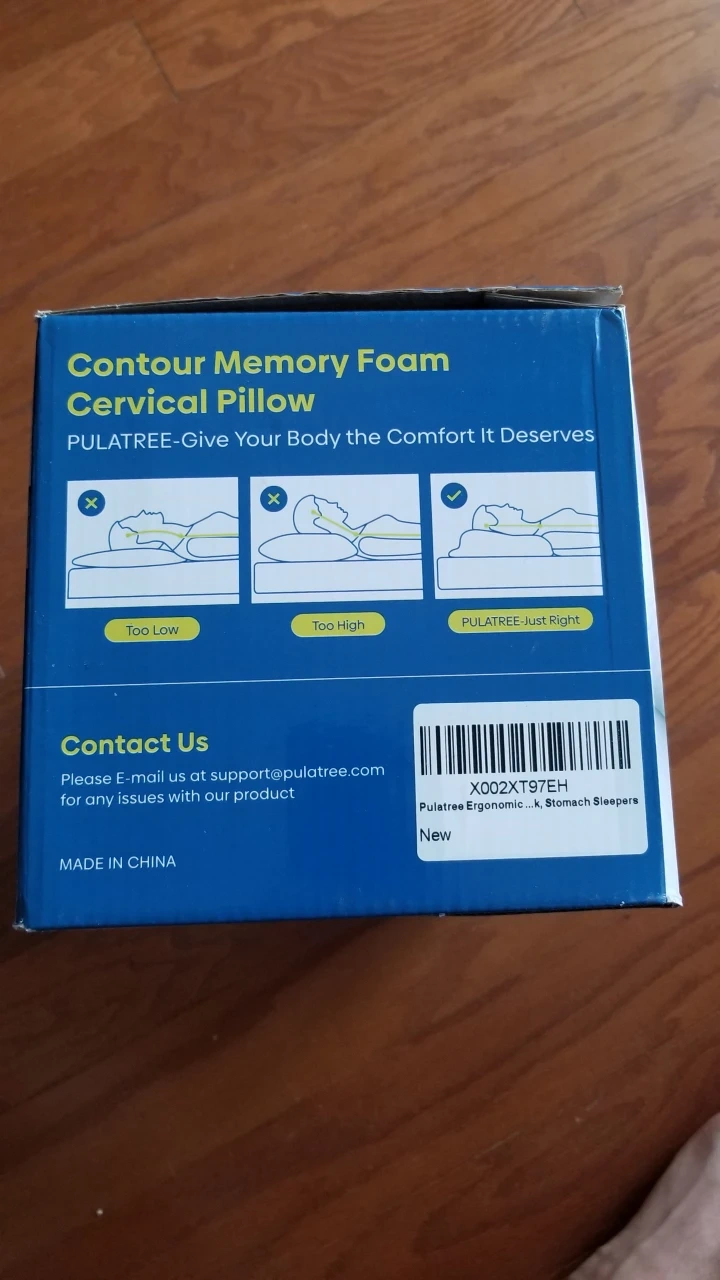 Contour Memory Foam
Cervical Pillow
PULATREE-Give Your Body the Comfort It Deserves
Too Low
Too High
PULATREE-Just Right
Contact Us
Please E-mail us at support@pulatree.com
for any issues with our product
MADE IN CHINA
X002XT97EH
Pulatree Ergonomic ...k, Stomach Sleepers
New